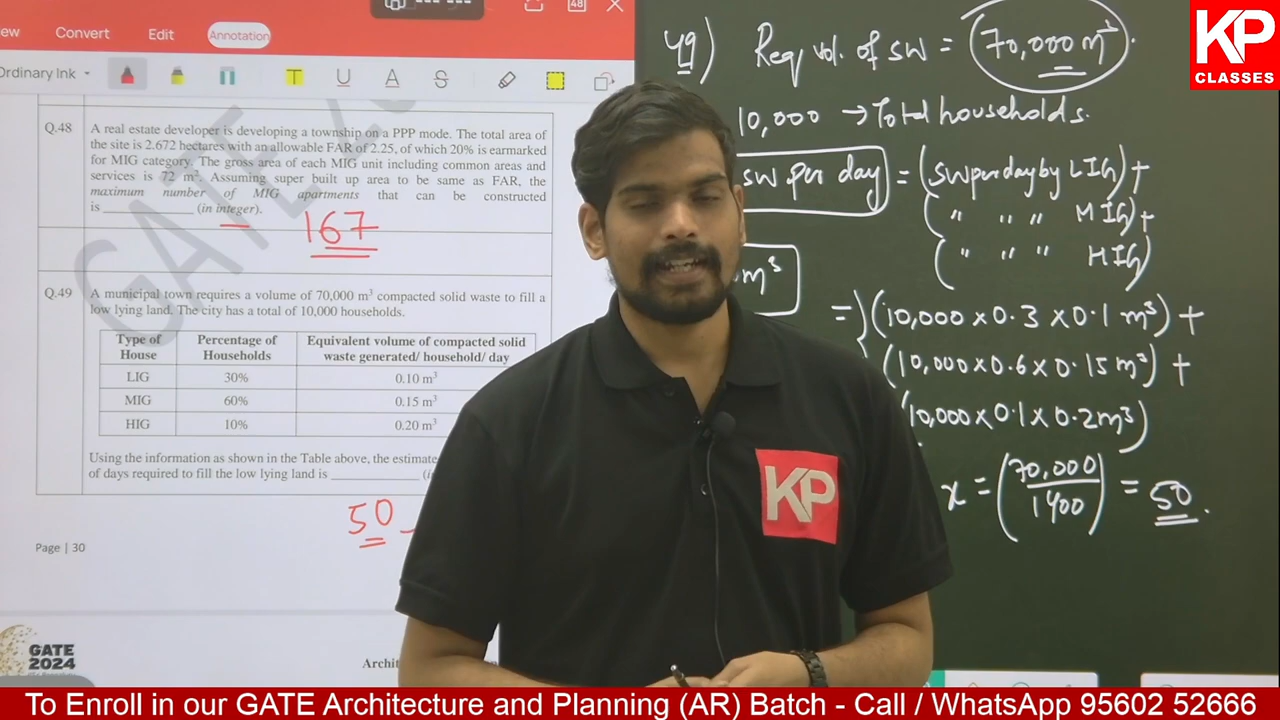 ew Convert Edit Annotation
48
Ordinary Ink
T U A S
KP
CLASSES
GATE 2
Q.48 A real estate developer is developing a township on a PPP mode. The total area of
the site is 2.672 hectares with an allowable FAR of 2.25, of which 20% is earmarked
for MIG category. The gross area of each MIG unit including common areas and
services is 72 m². Assuming super built up area to be same as FAR, the
maximum number of MIG apartments that can be constructed
is ____________ (in integer).
167
Q.49 A municipal town requires a volume of 70,000 m³ compacted solid waste to fill a
low lying land. The city has a total of 10,000 households.
Type of House Percentage of Households Equivalent volume of compacted solid waste generated/ household/ day
LIG 30% 0.10 m³
MIG 60% 0.15 m³
HIG 10% 0.20 m³
Using the information as shown in the Table above, the estimate
of days required to fill the low lying land is ____________ (i
50
Page | 30
GATE
2024
Archit
49) Req vol. of sw = 70,000 m³.
10,000 → Total households.
sw per day = (sw per day by LIG) +
( " " " MIG) +
( " " " HIG)
m³
= (10,000 × 0.3 × 0.1 m³) +
(10,000 × 0.6 × 0.15 m³) +
(10,000 × 0.1 × 0.2 m³)
x = (70,000/1400) = 50.
KP
To Enroll in our GATE Architecture and Planning (AR) Batch - Call / WhatsApp 95602 52666